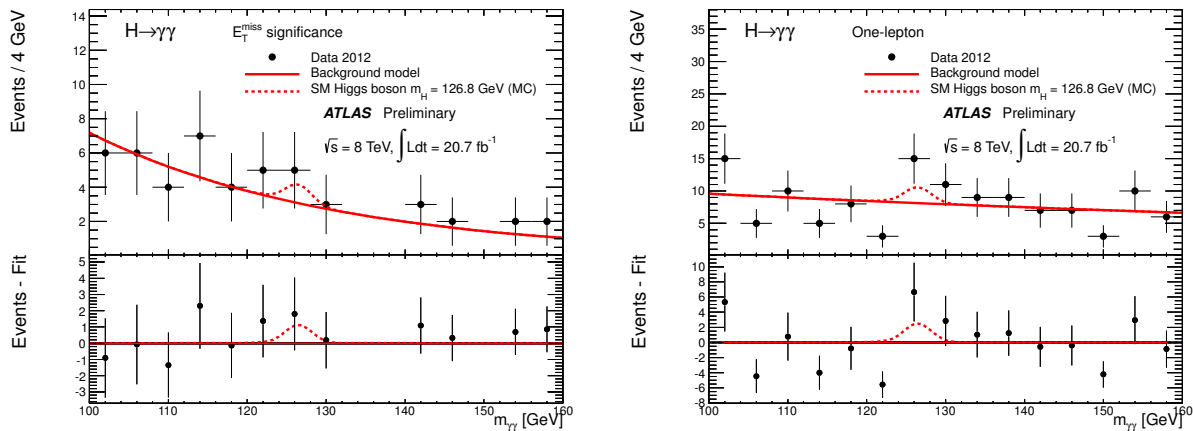 H→γγ
E_T^miss significance
Data 2012
Background model
SM Higgs boson m_H = 126.8 GeV (MC)
ATLAS Preliminary
√s = 8 TeV, ∫Ldt = 20.7 fb⁻¹
Events / 4 GeV
14
12
10
8
6
4
2
Events - Fit
5
4
3
2
1
0
-1
-2
-3
100 110 120 130 140 150 160
m_γγ [GeV]
H→γγ
One-lepton
Data 2012
Background model
SM Higgs boson m_H = 126.8 GeV (MC)
ATLAS Preliminary
√s = 8 TeV, ∫Ldt = 20.7 fb⁻¹
Events / 4 GeV
35
30
25
20
15
10
5
Events - Fit
10
8
6
4
2
0
-2
-4
-6
-8
100 110 120 130 140 150 160
m_γγ [GeV]